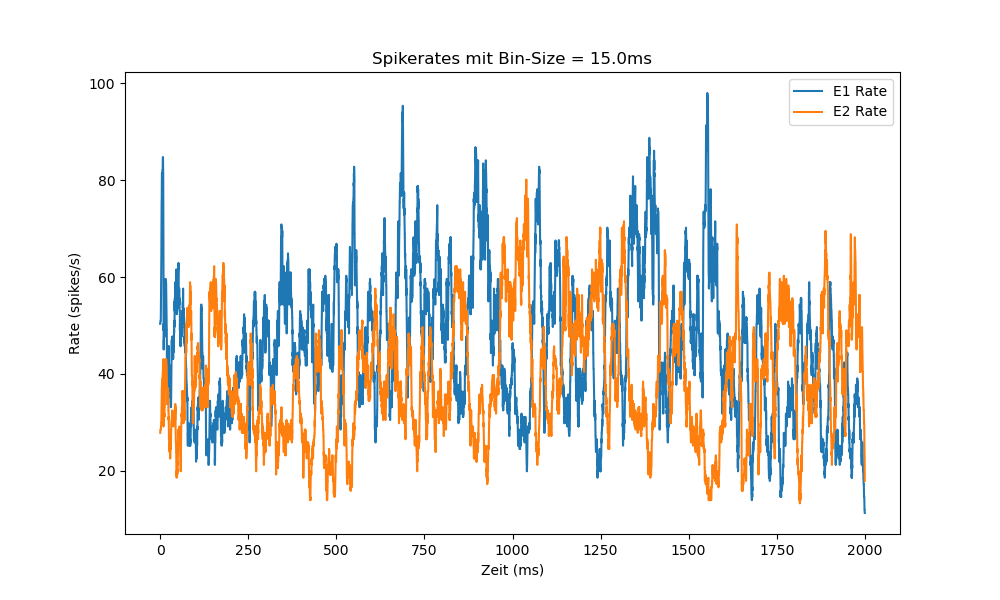 Spikerates mit Bin-Size = 15.0ms
E1 Rate
E2 Rate
Rate (spikes/s)
100
80
60
40
20
0 250 500 750 1000 1250 1500 1750 2000
Zeit (ms)